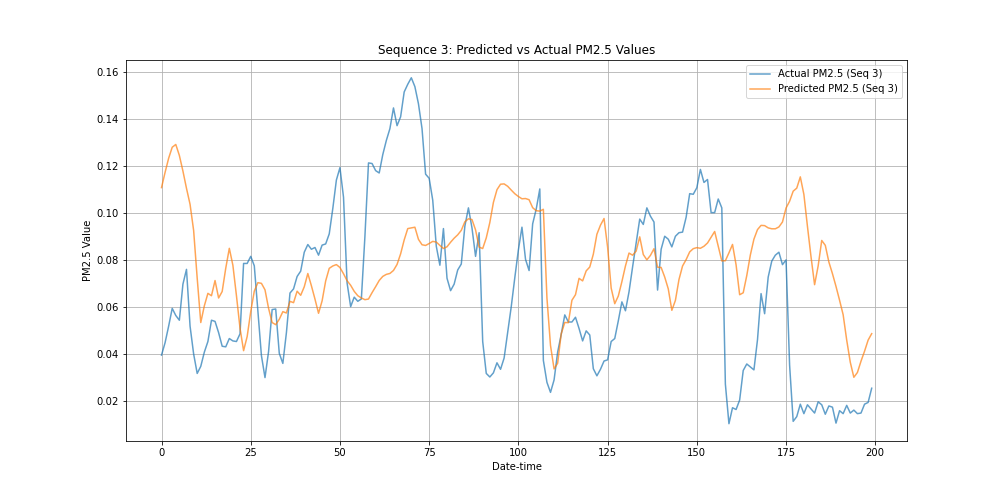 Sequence 3: Predicted vs Actual PM2.5 Values
Actual PM2.5 (Seq 3)
Predicted PM2.5 (Seq 3)
PM2.5 Value
0.16
0.14
0.12
0.10
0.08
0.06
0.04
0.02
0 25 50 75 100 125 150 175 200
Date-time